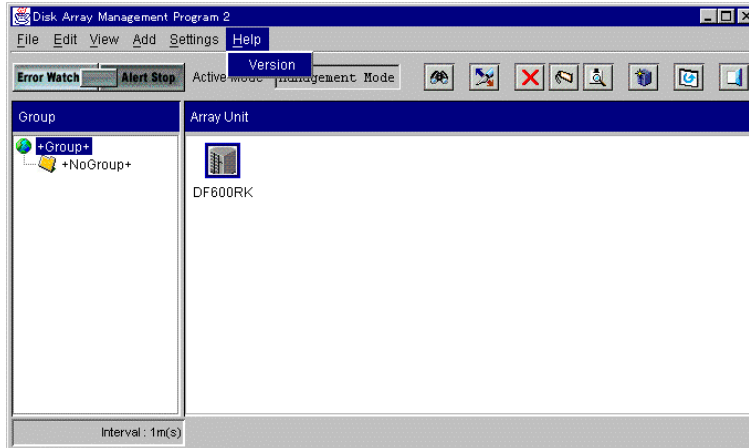 Disk Array Management Program 2
File Edit View Add Settings Help
Version
Error Watch Alert Stop Active Mode Management Mode
Group Array Unit
+Group+
+NoGroup+
DF600RK
Interval : 1m(s)